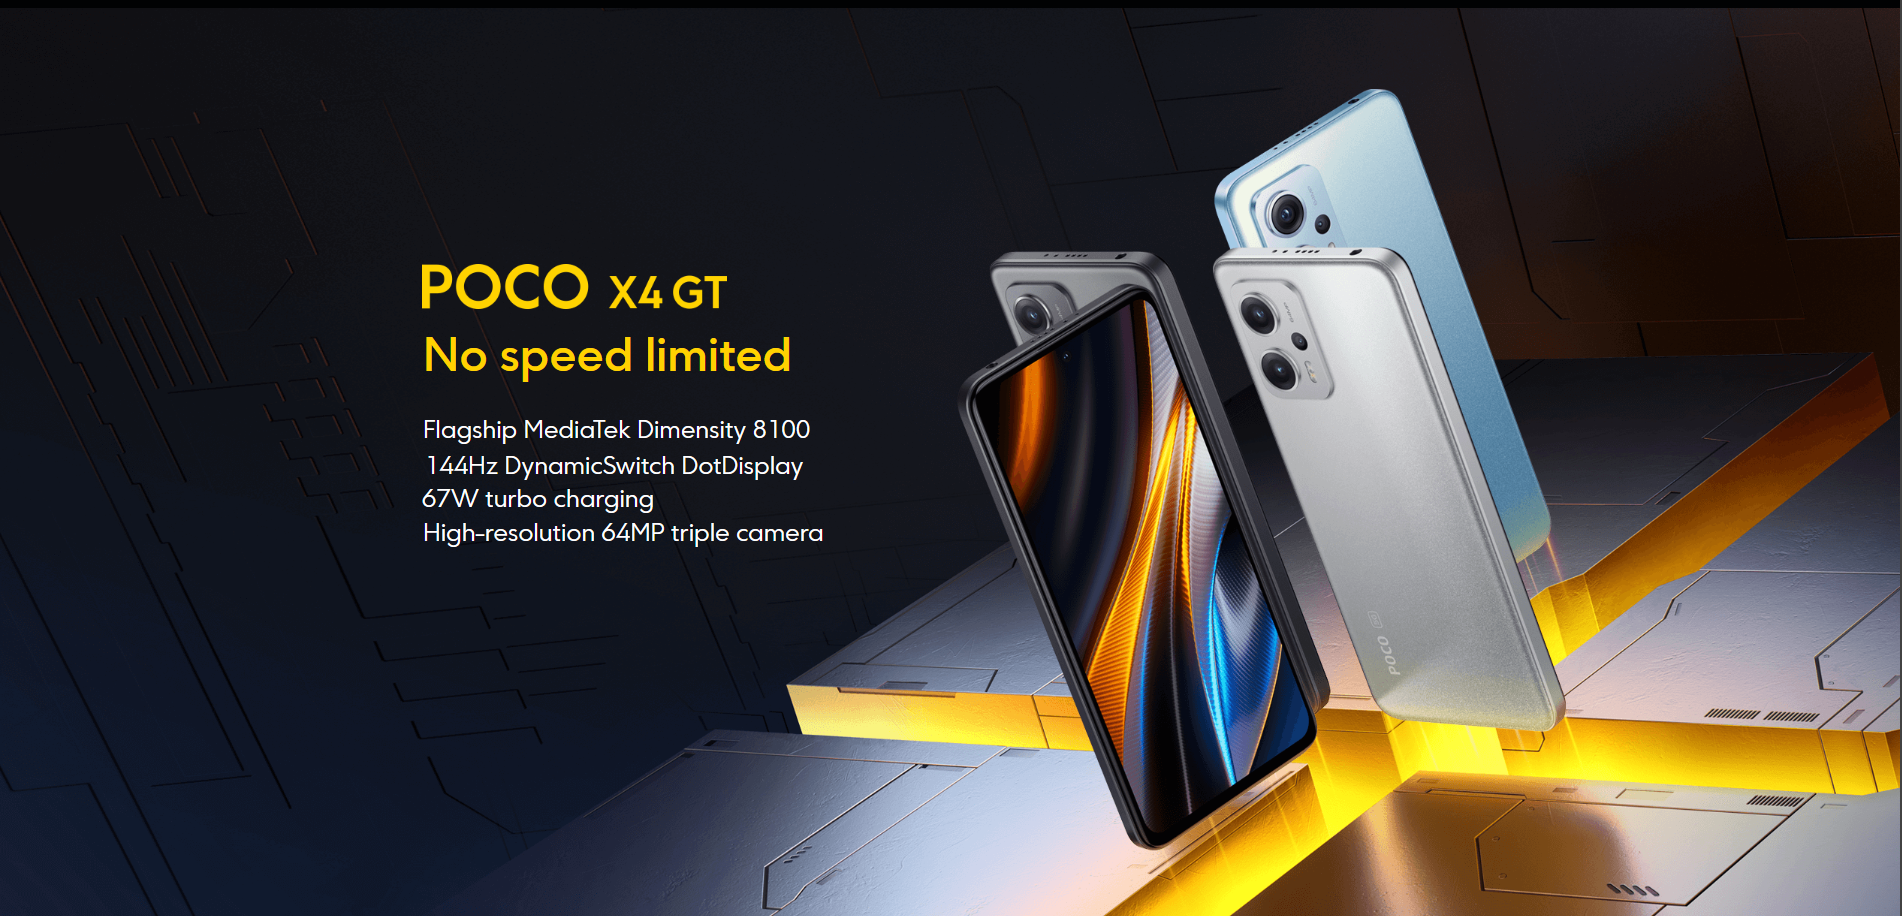 POCO X4 GT
No speed limited
Flagship MediaTek Dimensity 8100
144Hz DynamicSwitch DotDisplay
67W turbo charging
High-resolution 64MP triple camera
POCO